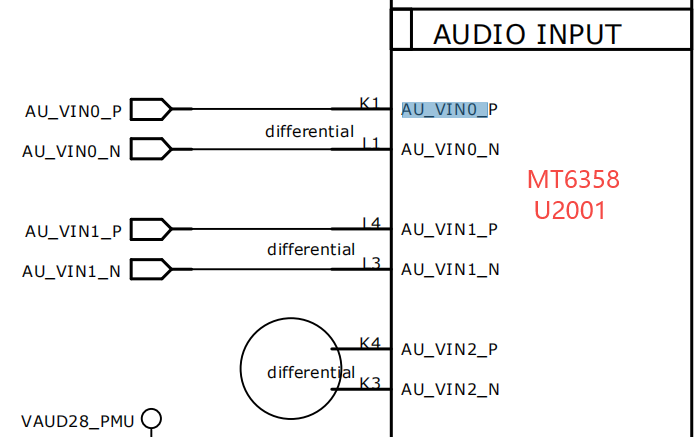 AUDIO INPUT
AU_VIN0_P K1 AU_VIN0_P
differential
AU_VIN0_N L1 AU_VIN0_N
MT6358
U2001
AU_VIN1_P L4 AU_VIN1_P
differential
AU_VIN1_N L3 AU_VIN1_N
K4 AU_VIN2_P
differential
K3 AU_VIN2_N
VAUD28_PMU